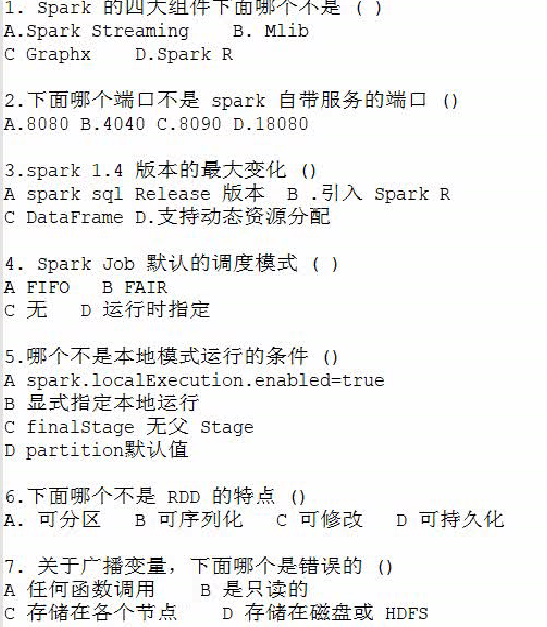 1. Spark 的四大组件下面哪个不是 ( )
A.Spark Streaming    B. Mlib
C Graphx    D.Spark R
2.下面哪个端口不是 spark 自带服务的端口 ()
A.8080 B.4040 C.8090 D.18080
3.spark 1.4 版本的最大变化 ()
A spark sql Release 版本  B .引入 Spark R
C DataFrame D.支持动态资源分配
4. Spark Job 默认的调度模式 ( )
A FIFO   B FAIR
C 无   D 运行时指定
5.哪个不是本地模式运行的条件 ()
A spark.localExecution.enabled=true
B 显式指定本地运行
C finalStage 无父 Stage
D partition默认值
6.下面哪个不是 RDD 的特点 ()
A. 可分区   B 可序列化   C 可修改   D 可持久化
7. 关于广播变量，下面哪个是错误的 ()
A 任何函数调用    B 是只读的
C 存储在各个节点    D 存储在磁盘或 HDFS